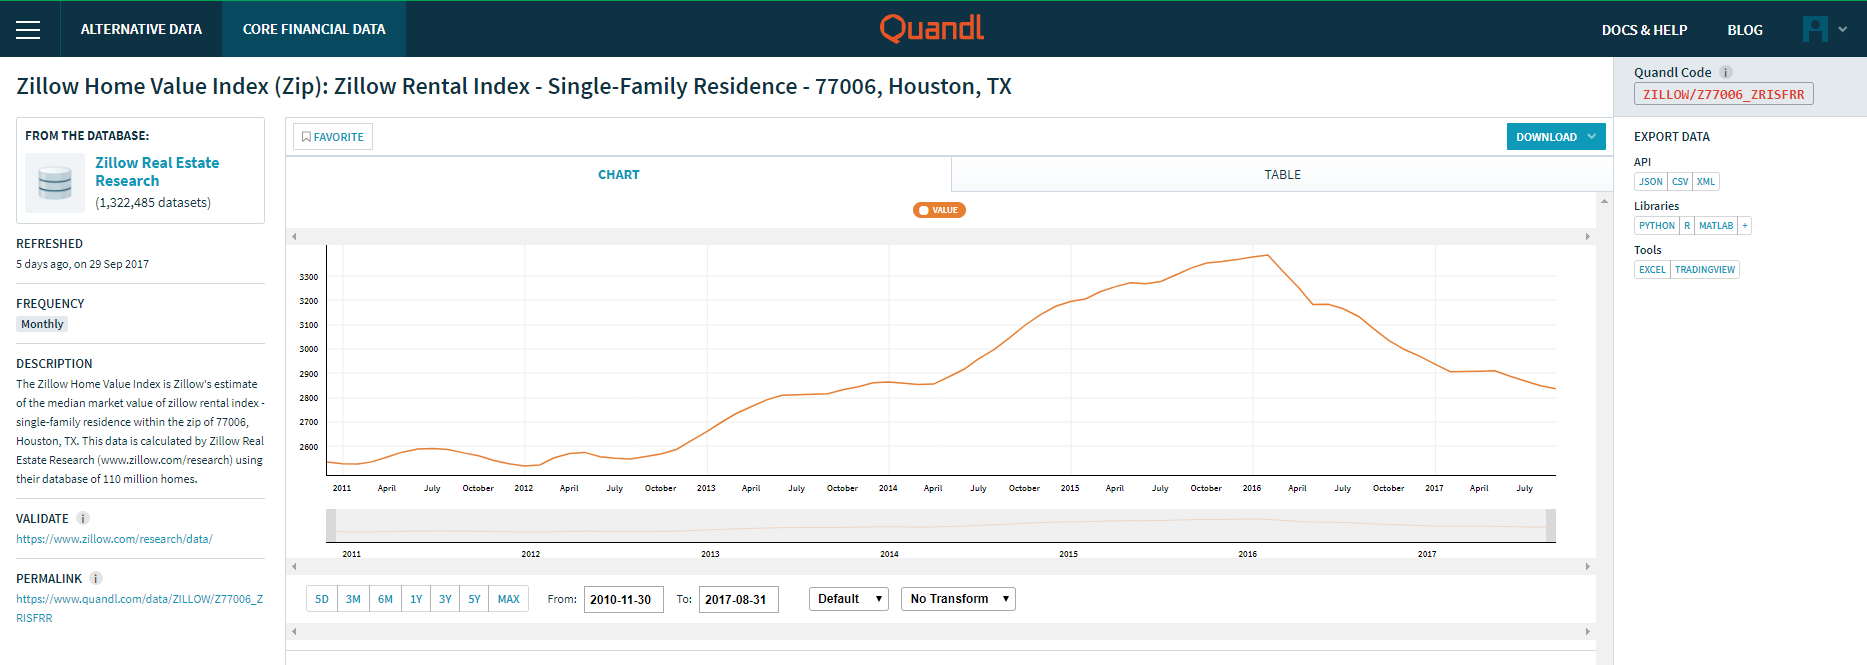 ALTERNATIVE DATA
CORE FINANCIAL DATA
Quandl
DOCS & HELP
BLOG
Zillow Home Value Index (Zip): Zillow Rental Index - Single-Family Residence - 77006, Houston, TX
Quandl Code i
ZILLOW/Z77006_ZRISFRR
FROM THE DATABASE:
Zillow Real Estate
Research
(1,322,485 datasets)
REFRESHED
5 days ago, on 29 Sep 2017
FREQUENCY
Monthly
DESCRIPTION
The Zillow Home Value Index is Zillow's estimate
of the median market value of zillow rental index -
single-family residence within the zip of 77006,
Houston, TX. This data is calculated by Zillow Real
Estate Research (www.zillow.com/research) using
their database of 110 million homes.
VALIDATE i
https://www.zillow.com/research/data/
PERMALINK i
https://www.quandl.com/data/ZILLOW/Z77006_Z
RISFRR
FAVORITE
DOWNLOAD
CHART
TABLE
VALUE
3300
3200
3100
3000
2900
2800
2700
2600
2011 April July October 2012 April July October 2013 April July October 2014 April July October 2015 April July October 2016 April July October 2017 April July
2011 2012 2013 2014 2015 2016 2017
5D 3M 6M 1Y 3Y 5Y MAX From: 2010-11-30 To: 2017-08-31 Default No Transform
EXPORT DATA
API
JSON CSV XML
Libraries
PYTHON R MATLAB +
Tools
EXCEL TRADINGVIEW